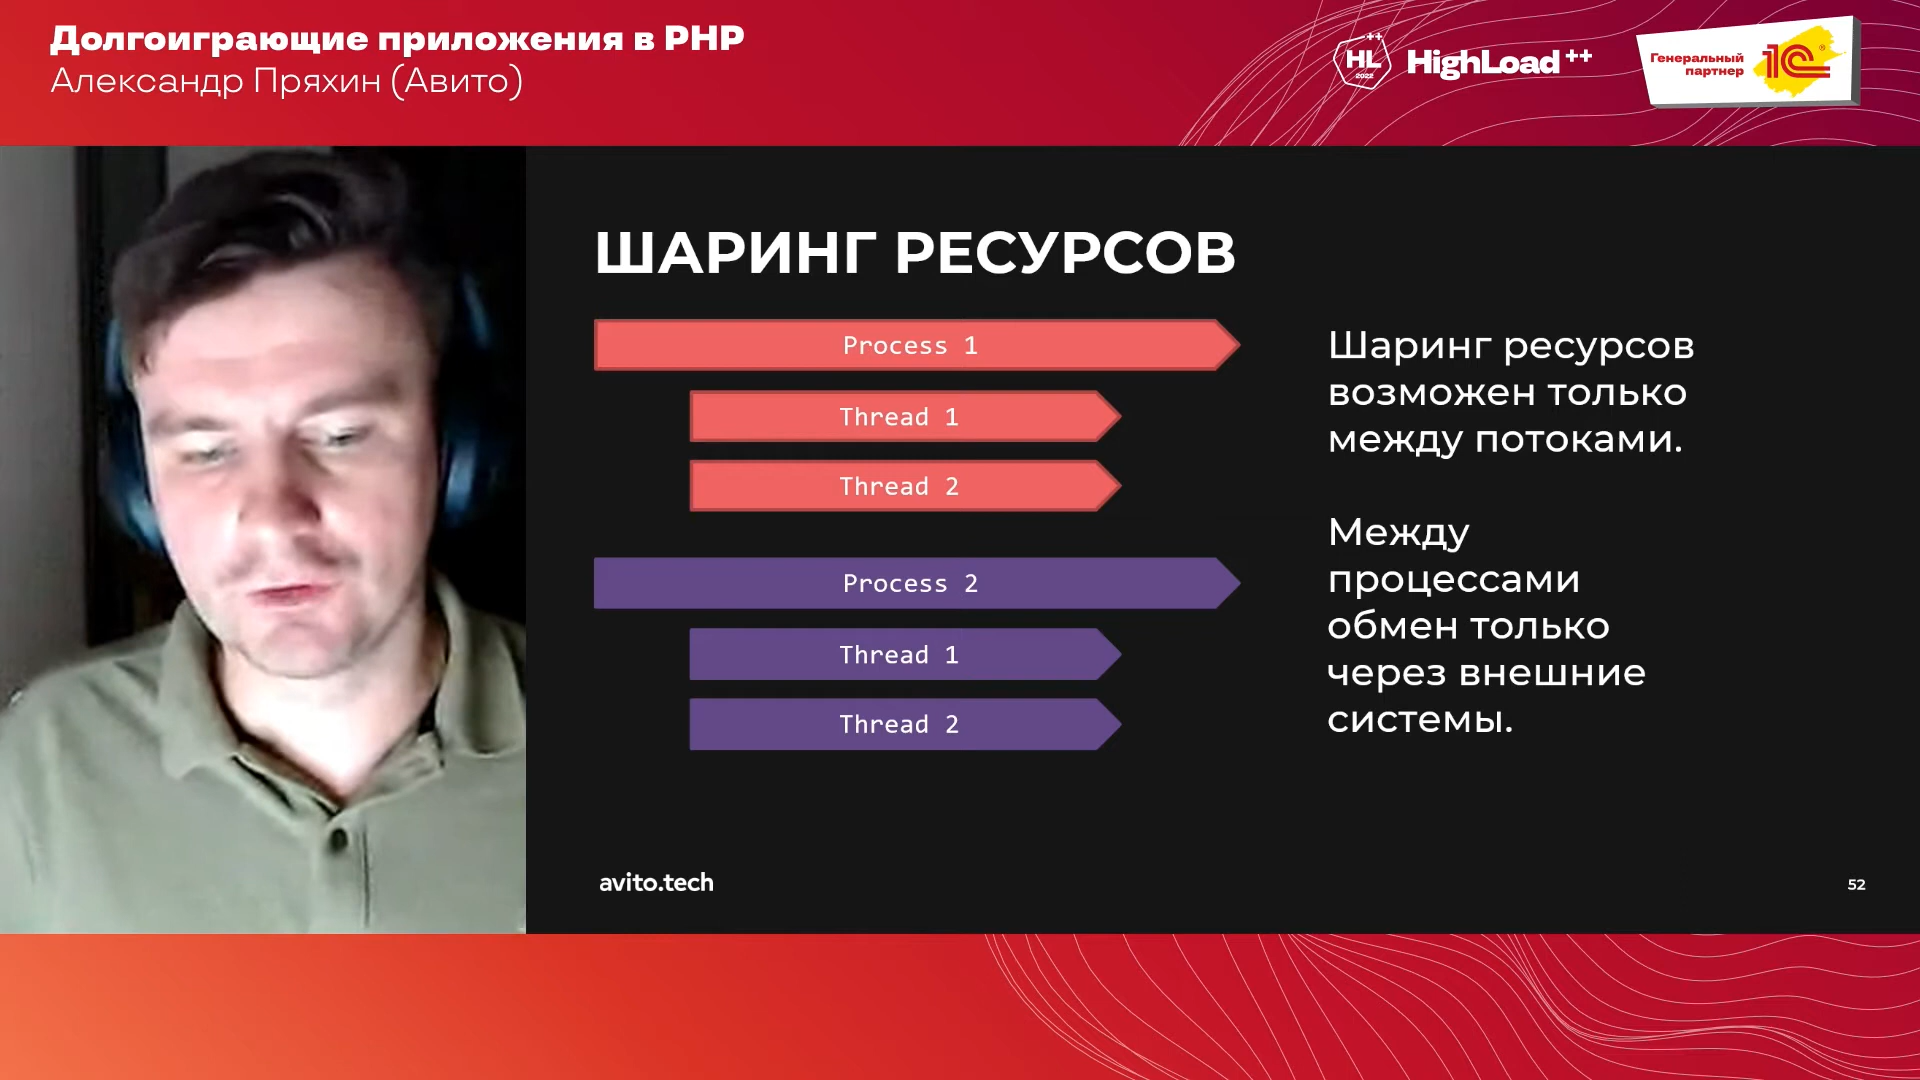 Долгоиграющие приложения в PHP
Александр Пряхин (Авито)
++
HL
2022
HighLoad ++
Генеральный
партнер
1С
®
ШАРИНГ РЕСУРСОВ
Process 1
Thread 1
Thread 2
Process 2
Thread 1
Thread 2
Шаринг ресурсов
возможен только
между потоками.
Между
процессами
обмен только
через внешние
системы.
avito.tech
52